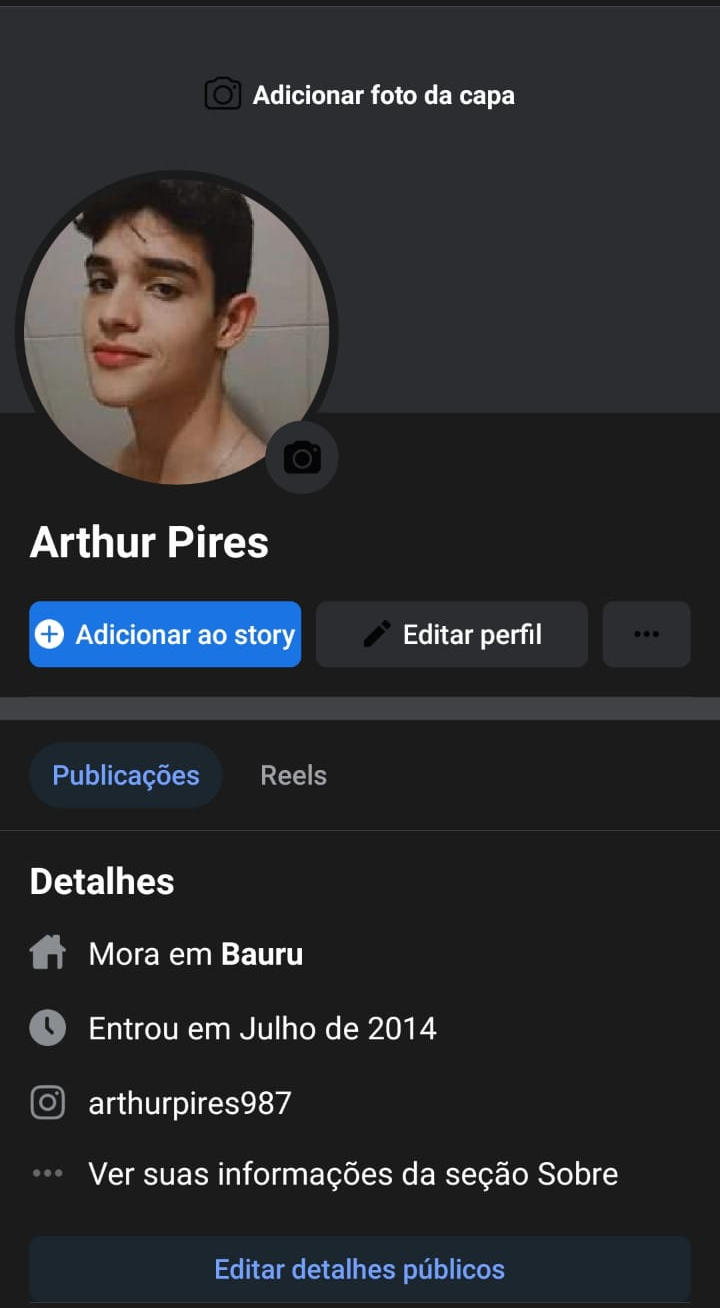 Adicionar foto da capa
Arthur Pires
Adicionar ao story
Editar perfil
Publicações
Reels
Detalhes
Mora em Bauru
Entrou em Julho de 2014
arthurpires987
Ver suas informações da seção Sobre
Editar detalhes públicos